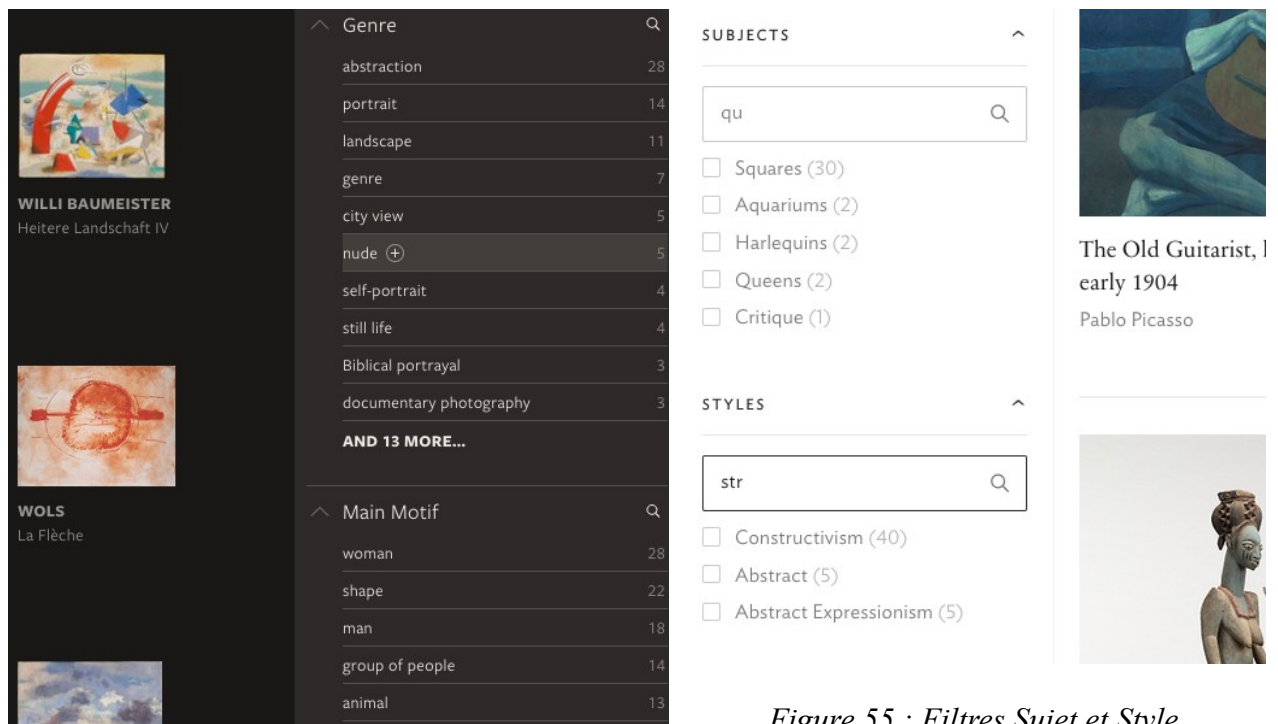 WILLI BAUMEISTER
Heitere Landschaft IV
WOLS
La Flèche
Genre
abstraction 28
portrait 14
landscape 11
genre 7
city view 5
nude 5
self-portrait 4
still life 4
Biblical portrayal 3
documentary photography 3
AND 13 MORE...
Main Motif
woman 28
shape 22
man 18
group of people 14
animal 13
SUBJECTS
qu
Squares (30)
Aquariums (2)
Harlequins (2)
Queens (2)
Critique (1)
STYLES
str
Constructivism (40)
Abstract (5)
Abstract Expressionism (5)
The Old Guitarist,
early 1904
Pablo Picasso
Figure 55 : Filtres Sujet et Style